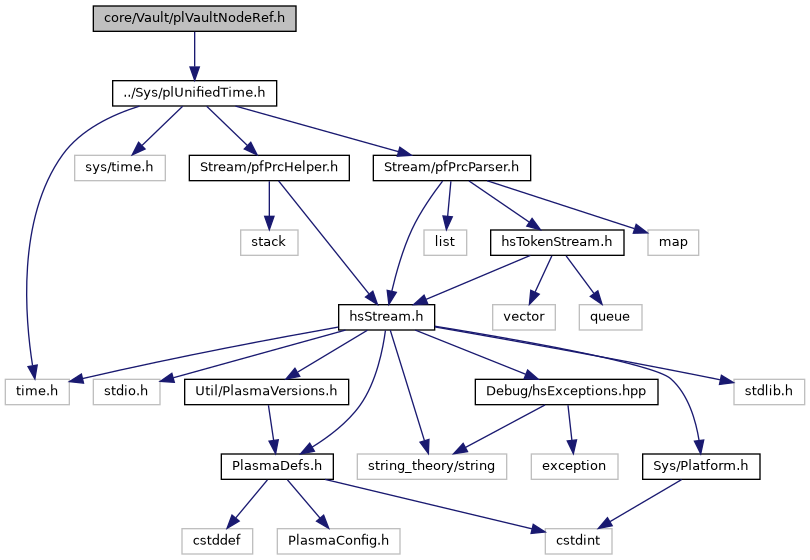 core/Vault/plVaultNodeRef.h
../Sys/plUnifiedTime.h
sys/time.h
Stream/pfPrcHelper.h
Stream/pfPrcParser.h
stack
list
hsTokenStream.h
map
hsStream.h
vector
queue
time.h
stdio.h
Util/PlasmaVersions.h
Debug/hsExceptions.hpp
stdlib.h
PlasmaDefs.h
string_theory/string
exception
Sys/Platform.h
cstddef
PlasmaConfig.h
cstdint